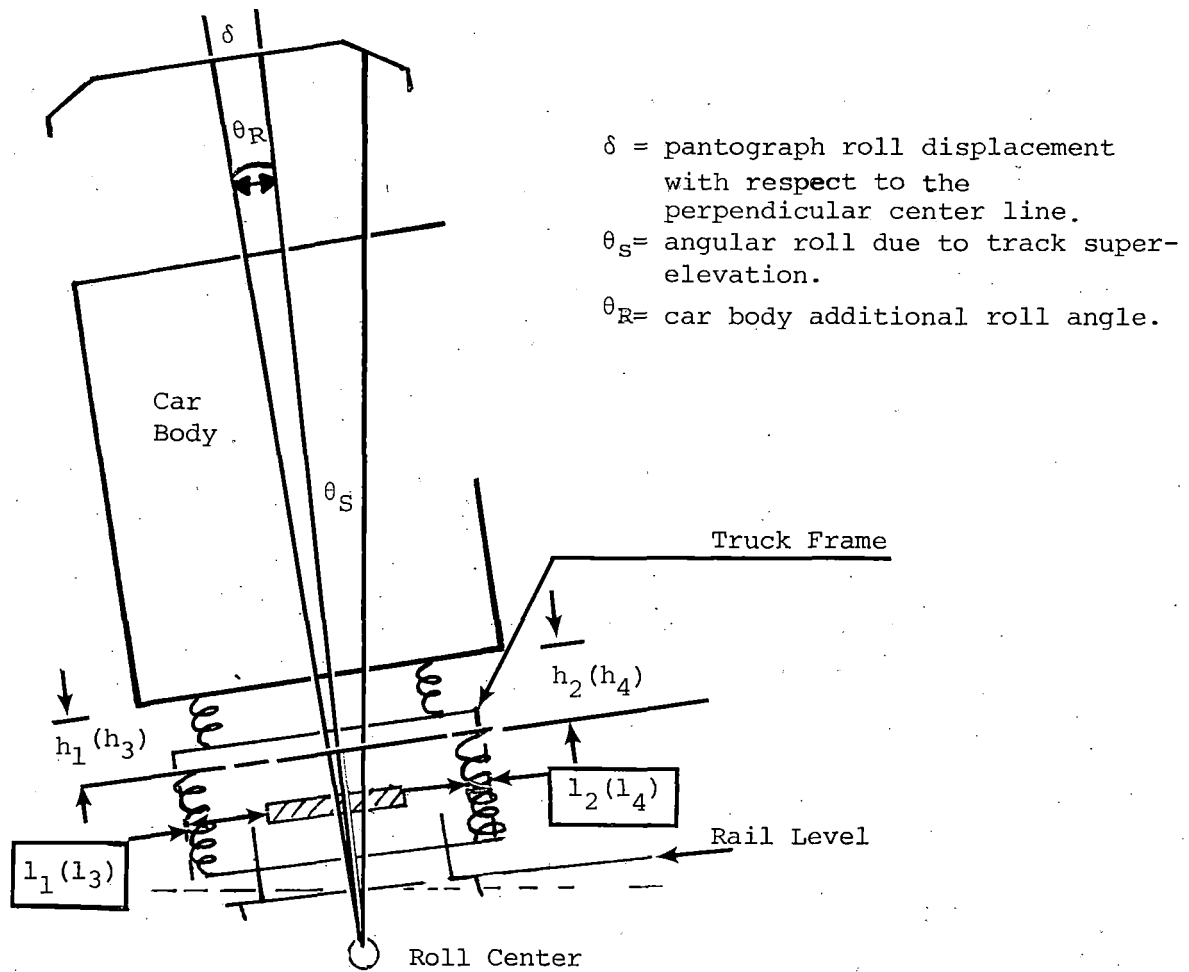 δ
θR
δ = pantograph roll displacement
with respect to the
perpendicular center line.
θS= angular roll due to track super-
elevation.
θR= car body additional roll angle.
Car
Body
θS
Truck Frame
h1(h3)
h2(h4)
l1(l3)
l2(l4)
Rail Level
Roll Center